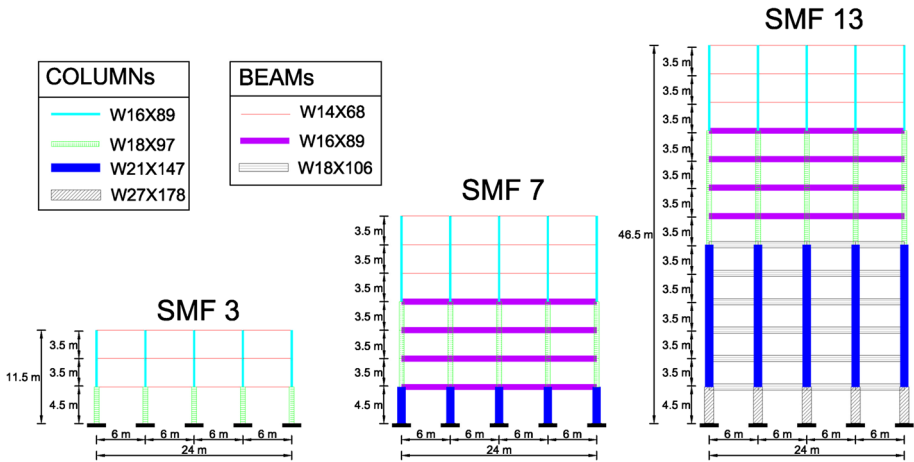 COLUMNs
W16X89
W18X97
W21X147
W27X178
BEAMs
W14X68
W16X89
W18X106
SMF 3
11.5 m
3.5 m
3.5 m
4.5 m
6 m
6 m
6 m
6 m
24 m
SMF 7
3.5 m
3.5 m
3.5 m
3.5 m
3.5 m
3.5 m
4.5 m
6 m
6 m
6 m
6 m
24 m
SMF 13
46.5 m
3.5 m
3.5 m
3.5 m
3.5 m
3.5 m
3.5 m
3.5 m
3.5 m
3.5 m
3.5 m
3.5 m
3.5 m
4.5 m
6 m
6 m
6 m
6 m
24 m